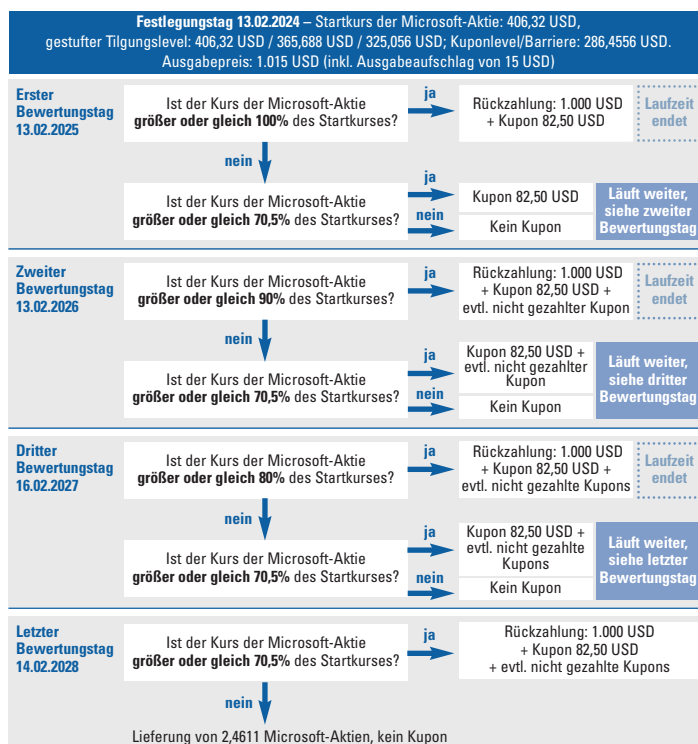 Festlegungstag 13.02.2024 – Startkurs der Microsoft-Aktie: 406,32 USD,
gestufter Tilgungslevel: 406,32 USD / 365,688 USD / 325,056 USD; Kuponlevel/Barriere: 286,4556 USD.
Ausgabepreis: 1.015 USD (inkl. Ausgabeaufschlag von 15 USD)
Erster
Bewertungstag
13.02.2025
Ist der Kurs der Microsoft-Aktie
größer oder gleich 100% des Startkurses?
ja
Rückzahlung: 1.000 USD
+ Kupon 82,50 USD
Laufzeit
endet
nein
Ist der Kurs der Microsoft-Aktie
größer oder gleich 70,5% des Startkurses?
ja
Kupon 82,50 USD
nein
Kein Kupon
Läuft weiter,
siehe zweiter
Bewertungstag
Zweiter
Bewertungstag
13.02.2026
Ist der Kurs der Microsoft-Aktie
größer oder gleich 90% des Startkurses?
ja
Rückzahlung: 1.000 USD
+ Kupon 82,50 USD +
evtl. nicht gezahlter Kupon
Laufzeit
endet
nein
Ist der Kurs der Microsoft-Aktie
größer oder gleich 70,5% des Startkurses?
ja
Kupon 82,50 USD +
evtl. nicht gezahlter
Kupon
nein
Kein Kupon
Läuft weiter,
siehe dritter
Bewertungstag
Dritter
Bewertungstag
16.02.2027
Ist der Kurs der Microsoft-Aktie
größer oder gleich 80% des Startkurses?
ja
Rückzahlung: 1.000 USD
+ Kupon 82,50 USD +
evtl. nicht gezahlte Kupons
Laufzeit
endet
nein
Ist der Kurs der Microsoft-Aktie
größer oder gleich 70,5% des Startkurses?
ja
Kupon 82,50 USD +
evtl. nicht gezahlte
Kupons
nein
Kein Kupon
Läuft weiter,
siehe letzter
Bewertungstag
Letzter
Bewertungstag
14.02.2028
Ist der Kurs der Microsoft-Aktie
größer oder gleich 70,5% des Startkurses?
ja
Rückzahlung: 1.000 USD
+ Kupon 82,50 USD
+ evtl. nicht gezahlte Kupons
nein
Lieferung von 2,4611 Microsoft-Aktien, kein Kupon